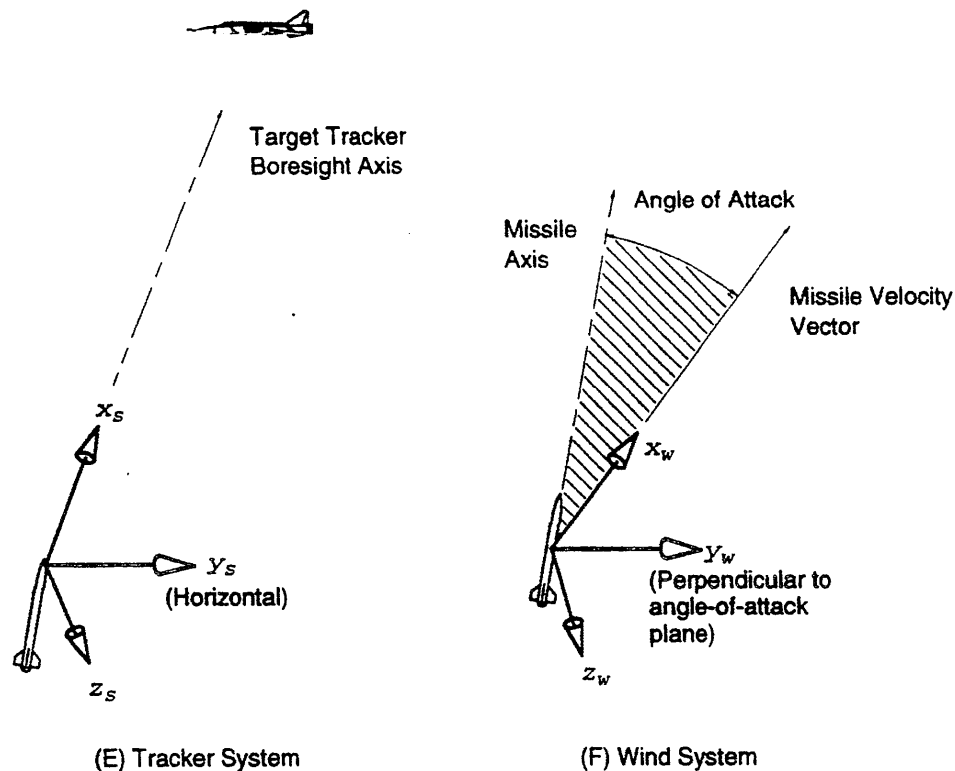 Target Tracker
Boresight Axis
x_s
y_s
(Horizontal)
z_s
(E) Tracker System
Missile
Axis
Angle of Attack
Missile Velocity
Vector
x_w
y_w
(Perpendicular to
angle-of-attack
plane)
z_w
(F) Wind System